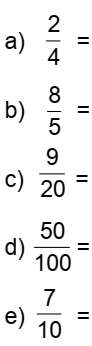 a) 2/4 =
b) 8/5 =
c) 9/20 =
d) 50/100 =
e) 7/10 =